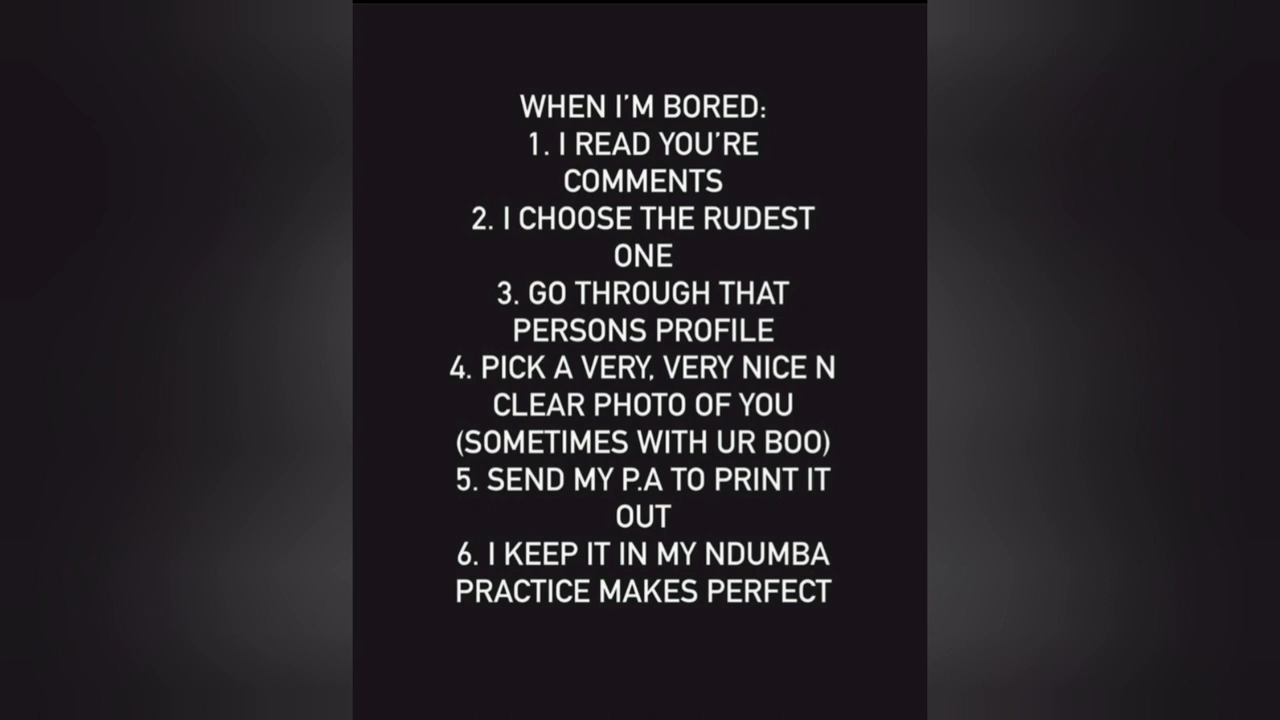 WHEN I'M BORED:
1. I READ YOU'RE
COMMENTS
2. I CHOOSE THE RUDEST
ONE
3. GO THROUGH THAT
PERSONS PROFILE
4. PICK A VERY, VERY NICE N
CLEAR PHOTO OF YOU
(SOMETIMES WITH UR BOO)
5. SEND MY P.A TO PRINT IT
OUT
6. I KEEP IT IN MY NDUMBA
PRACTICE MAKES PERFECT